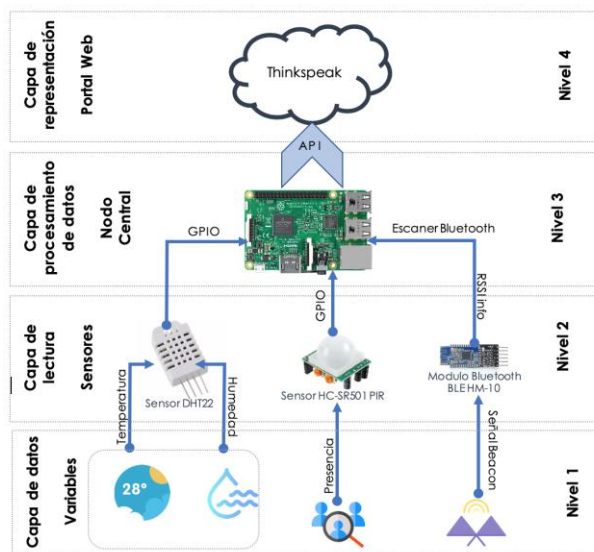 Capa de
representación
Portal Web
Thinkspeak
Nivel 4
API
Capa de
procesamiento
de datos
Nodo
Central
GPIO
Escaner Bluetooth
Nivel 3
GPIO
RSSI info
Capa de
lectura
Sensores
Sensor DHT22
Sensor HC-SR501 PIR
Modulo Bluetooth
BLE HM-10
Nivel 2
Temperatura
Humedad
Presencia
Señal Beacon
Capa de datos
Variables
28°
Nivel 1